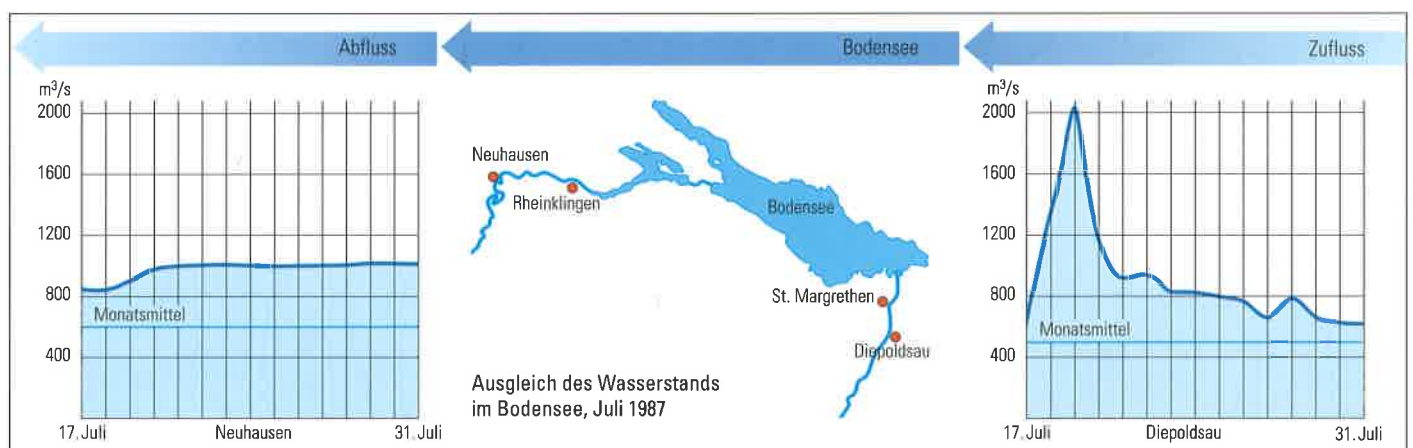 Abfluss
Bodensee
Zufluss
m³/s
2000
1600
1200
800
Monatsmittel
400
17. Juli
Neuhausen
31. Juli
Neuhausen
Rheinklingen
Bodensee
St. Margrethen
Diepoldsau
Ausgleich des Wasserstands
im Bodensee, Juli 1987
m³/s
2000
1600
1200
800
Monatsmittel
400
17. Juli
Diepoldsau
31. Juli